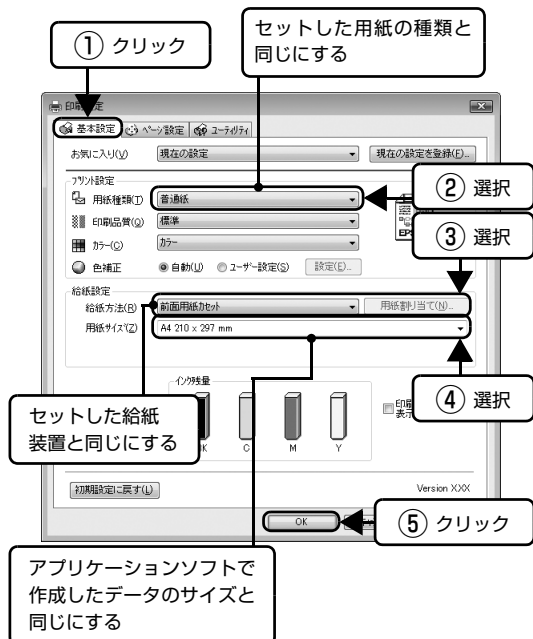 ① クリック
セットした用紙の種類と
同じにする
基本設定 ページ設定 ユーティリティ
お気に入り(V) 現在の設定 現在の設定を登録(F)...
プリント設定
用紙種類(T) 普通紙
② 選択
印刷品質(Q) 標準
カラー(C) カラー
③ 選択
色補正 自動(U) ユーザー設定(S) 設定(E)...
給紙設定
給紙方法(R) 前面用紙カセット 用紙割り当て(N)...
用紙サイズ(Z) A4 210 x 297 mm
④ 選択
インク残量
セットした給紙
装置と同じにする
C M Y
初期設定に戻す(L) Version X.XX
OK
⑤ クリック
アプリケーションソフトで
作成したデータのサイズと
同じにする